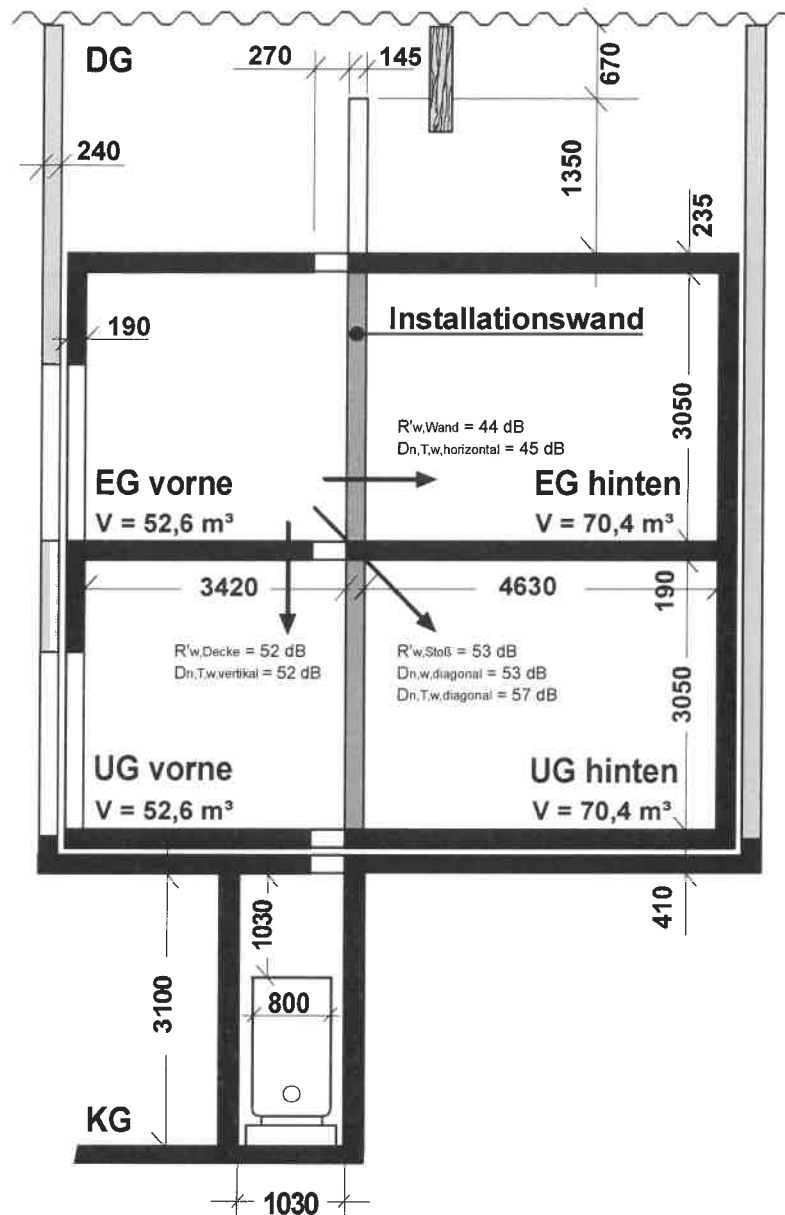 DG
270
145
670
240
1350
235
190
Installationswand
R'w,Wand = 44 dB
Dn,T,w,horizontal = 45 dB
3050
EG vorne
V = 52,6 m³
EG hinten
V = 70,4 m³
3420
4630
190
R'w,Decke = 52 dB
Dn,T,w,vertikal = 52 dB
R'w,Stoß = 53 dB
Dn,w,diagonal = 53 dB
Dn,T,w,diagonal = 57 dB
3050
UG vorne
V = 52,6 m³
UG hinten
V = 70,4 m³
410
1030
3100
800
KG
1030